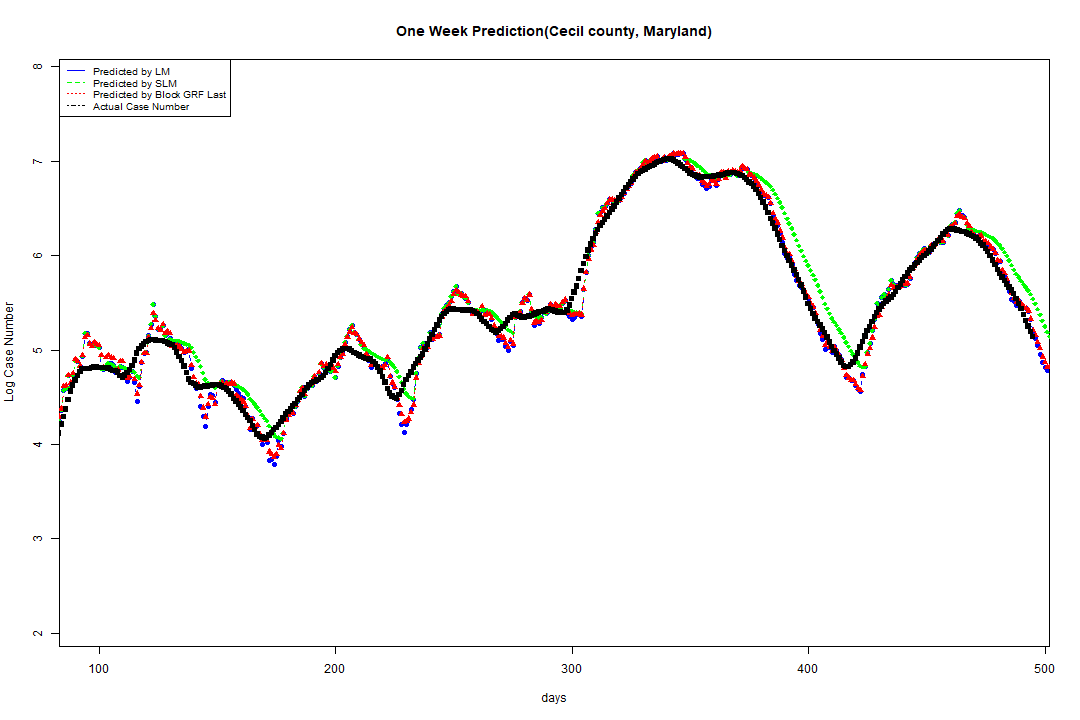 One Week Prediction(Cecil county, Maryland)
Predicted by LM
Predicted by SLM
Predicted by Block GRF Last
Actual Case Number
8
7
6
5
4
3
2
Log Case Number
100 200 300 400 500
days